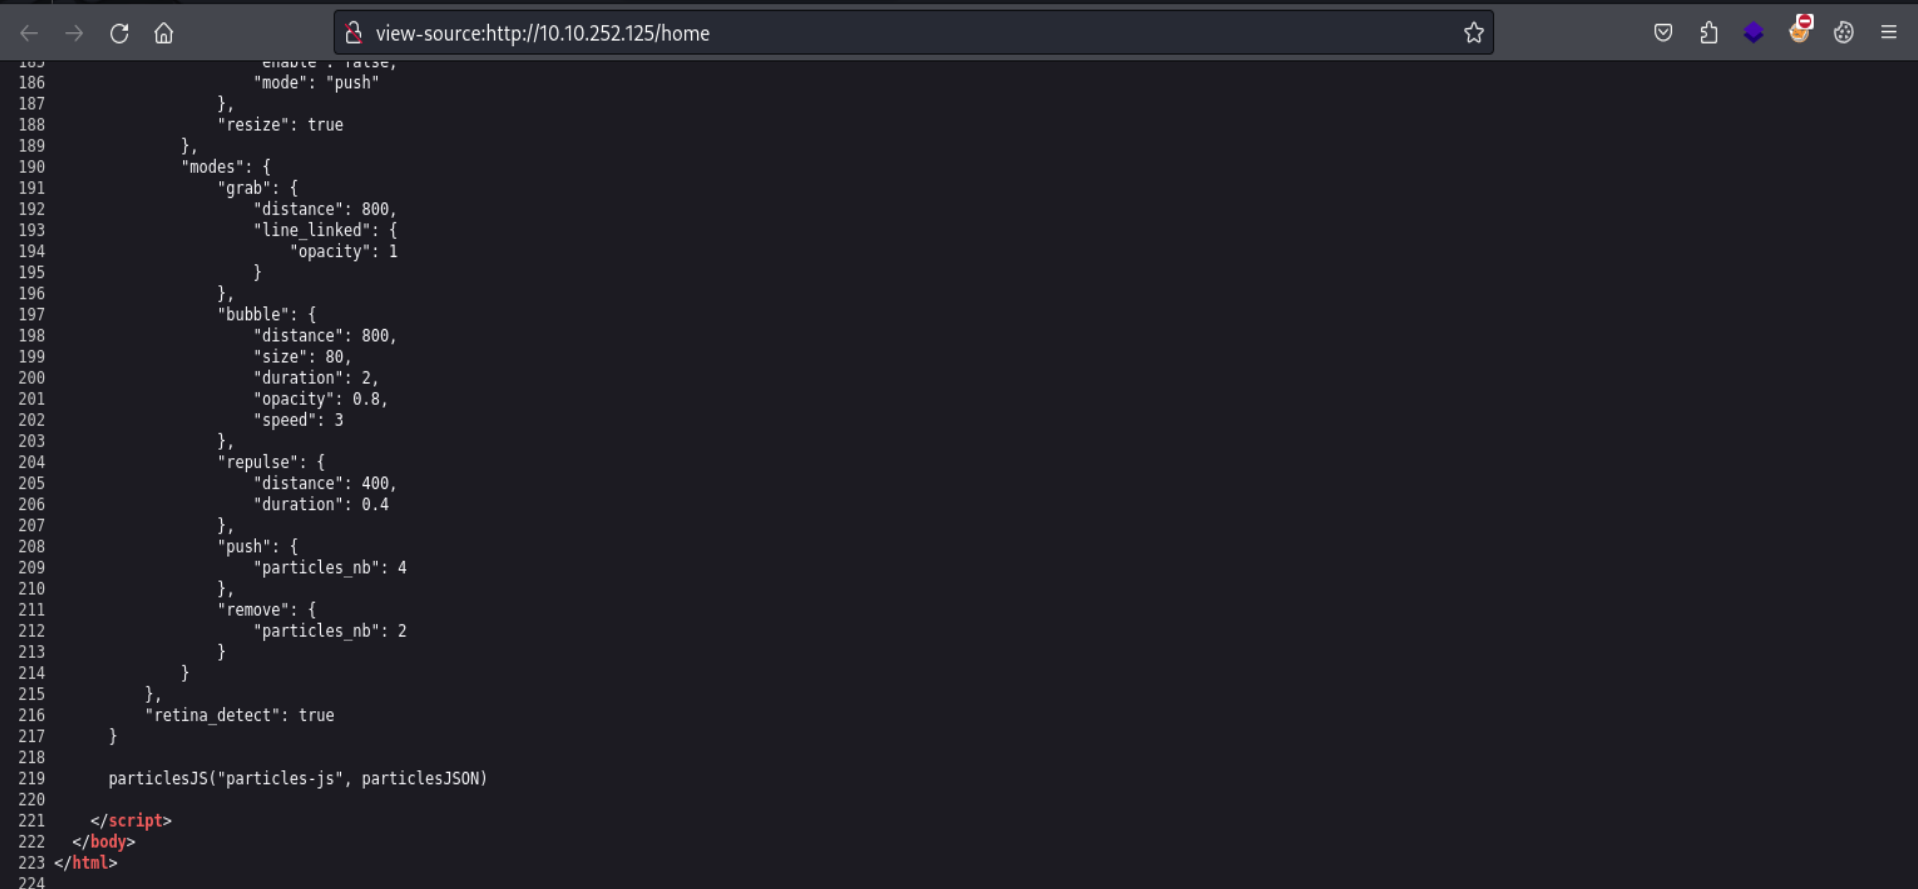 view-source:http://10.10.252.125/home
185 "enable": false,
186 "mode": "push"
187 },
188 "resize": true
189 },
190 "modes": {
191 "grab": {
192 "distance": 800,
193 "line_linked": {
194 "opacity": 1
195 }
196 },
197 "bubble": {
198 "distance": 800,
199 "size": 80,
200 "duration": 2,
201 "opacity": 0.8,
202 "speed": 3
203 },
204 "repulse": {
205 "distance": 400,
206 "duration": 0.4
207 },
208 "push": {
209 "particles_nb": 4
210 },
211 "remove": {
212 "particles_nb": 2
213 }
214 }
215 },
216 "retina_detect": true
217 }
218
219 particlesJS("particles-js", particlesJSON)
220
221 </script>
222 </body>
223 </html>
224